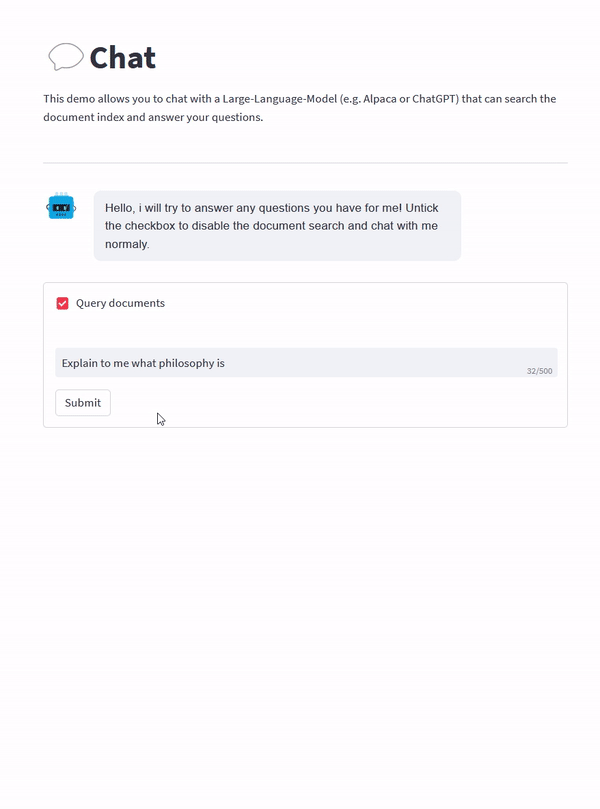 Chat
This demo allows you to chat with a Large-Language-Model (e.g. Alpaca or ChatGPT) that can search the
document index and answer your questions.
Hello, i will try to answer any questions you have for me! Untick
the checkbox to disable the document search and chat with me
normaly.
Query documents
Explain to me what philosophy is
32/500
Submit